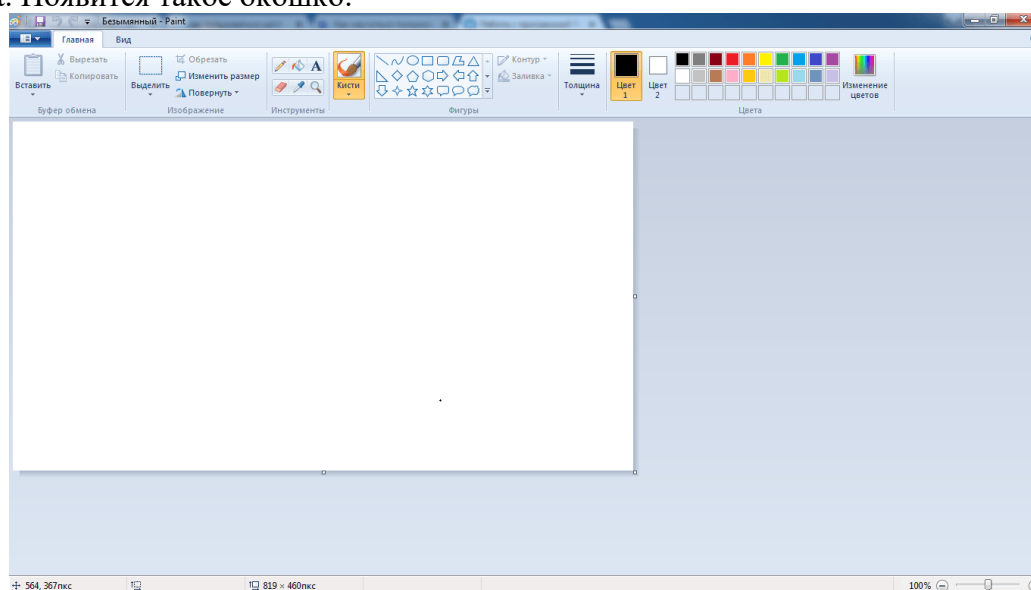 а. Появится такое окошко:
Безымянный - Paint
Главная Вид
Вырезать Обрезать Контур
Копировать Изменить размер Заливка
Вставить Выделить Повернуть Кисти Толщина Цвет 1 Цвет 2 Изменение цветов
Буфер обмена Изображение Инструменты Фигуры Цвета
564, 367пкс 819 × 460пкс 100%